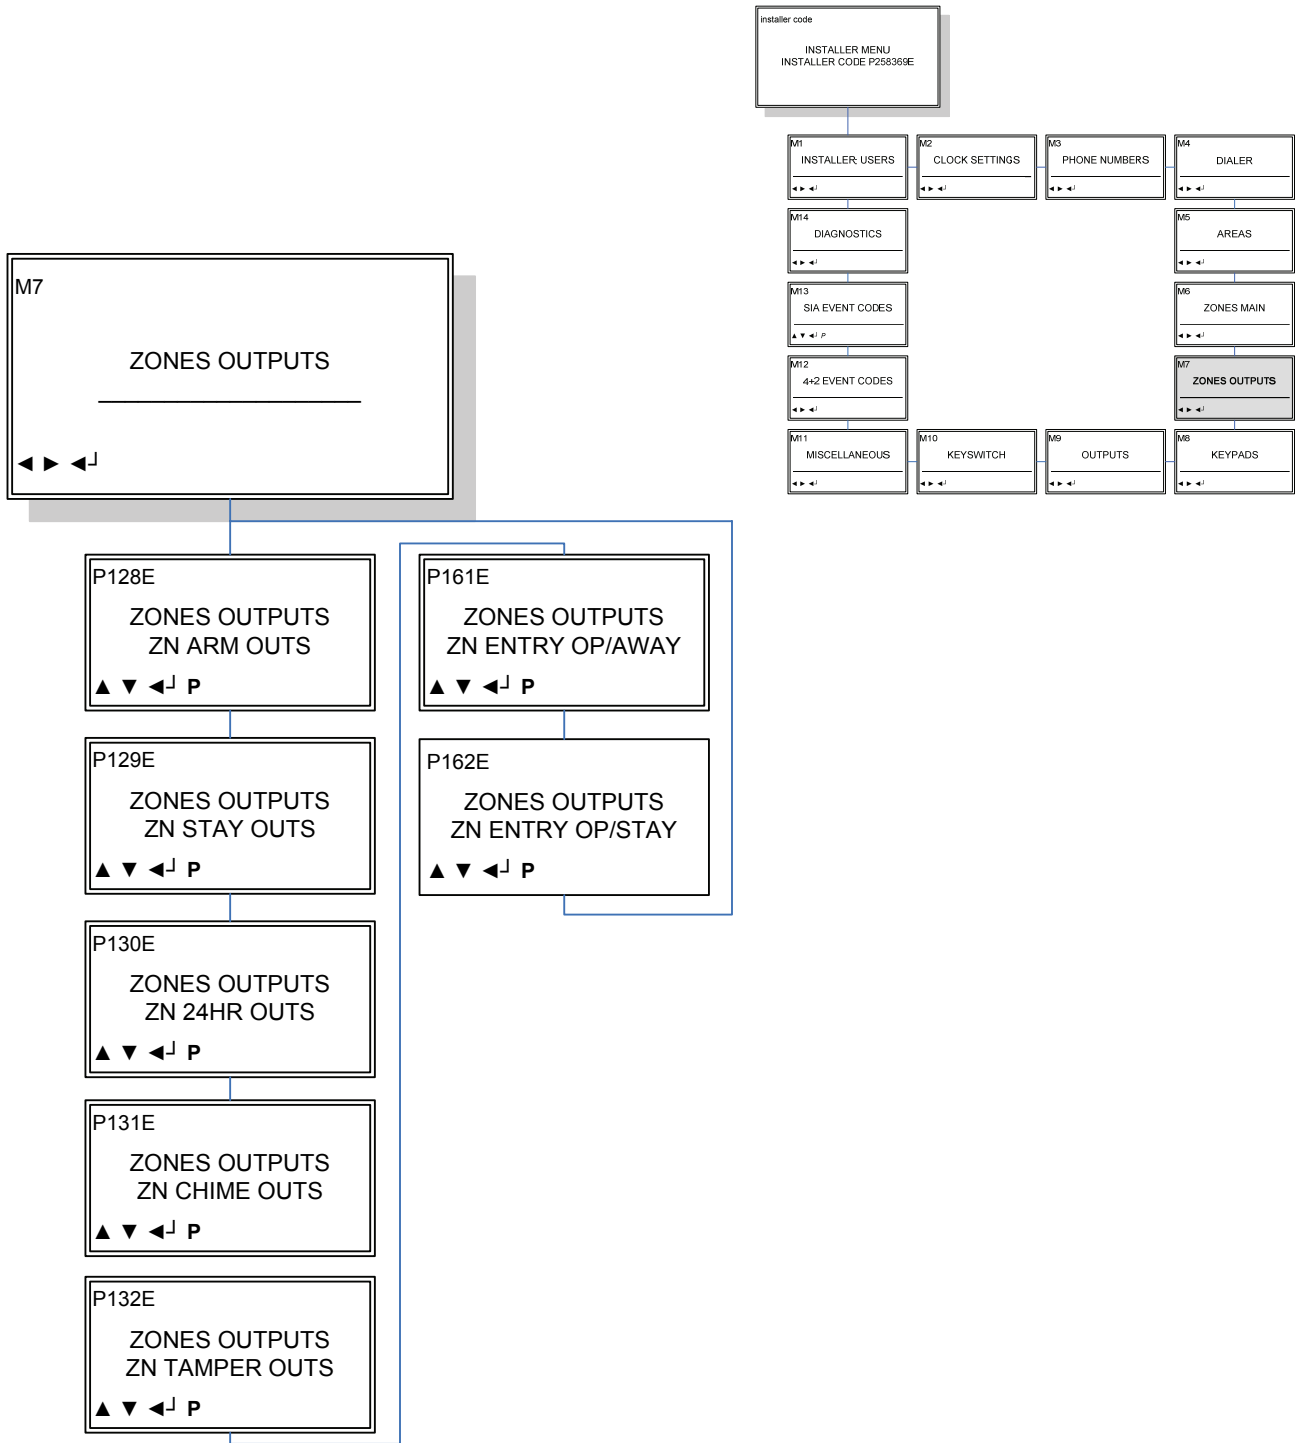 installer code
INSTALLER MENU
INSTALLER CODE P258369E
M1
INSTALLER; USERS
◄ ► ◄┘
M2
CLOCK SETTINGS
◄ ► ◄┘
M3
PHONE NUMBERS
◄ ► ◄┘
M4
DIALER
◄ ► ◄┘
M14
DIAGNOSTICS
◄ ► ◄┘
M5
AREAS
◄ ► ◄┘
M13
SIA EVENT CODES
▲ ▼ ◄┘ P
M6
ZONES MAIN
◄ ► ◄┘
M12
4+2 EVENT CODES
◄ ► ◄┘
M7
ZONES OUTPUTS
◄ ► ◄┘
M11
MISCELLANEOUS
◄ ► ◄┘
M10
KEYSWITCH
◄ ► ◄┘
M9
OUTPUTS
◄ ► ◄┘
M8
KEYPADS
◄ ► ◄┘
M7
ZONES OUTPUTS
◄ ► ◄┘
P128E
ZONES OUTPUTS
ZN ARM OUTS
▲ ▼ ◄┘ P
P129E
ZONES OUTPUTS
ZN STAY OUTS
▲ ▼ ◄┘ P
P130E
ZONES OUTPUTS
ZN 24HR OUTS
▲ ▼ ◄┘ P
P131E
ZONES OUTPUTS
ZN CHIME OUTS
▲ ▼ ◄┘ P
P132E
ZONES OUTPUTS
ZN TAMPER OUTS
▲ ▼ ◄┘ P
P161E
ZONES OUTPUTS
ZN ENTRY OP/AWAY
▲ ▼ ◄┘ P
P162E
ZONES OUTPUTS
ZN ENTRY OP/STAY
▲ ▼ ◄┘ P